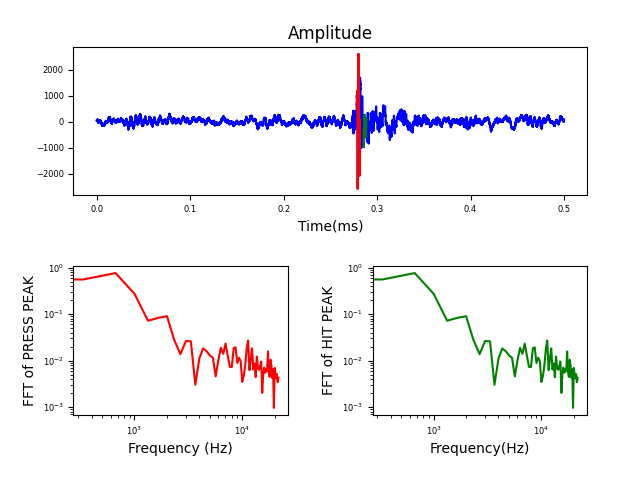 Amplitude
2000
1000
0
−1000
−2000
0.0 0.1 0.2 0.3 0.4 0.5
Time(ms)
FFT of PRESS PEAK
10⁰
10⁻¹
10⁻²
10⁻³
10³ 10⁴
Frequency (Hz)
FFT of HIT PEAK
10⁰
10⁻¹
10⁻²
10⁻³
10³ 10⁴
Frequency(Hz)